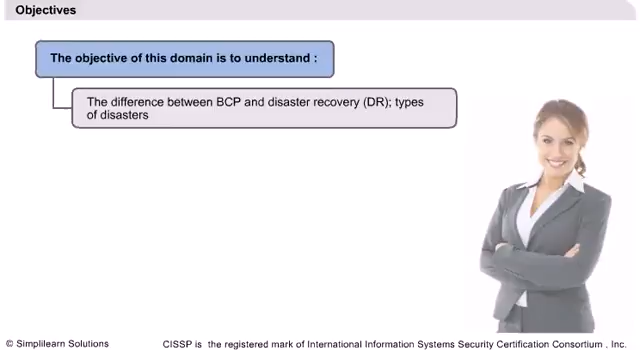 Objectives
The objective of this domain is to understand :
The difference between BCP and disaster recovery (DR); types
of disasters
© Simplilearn Solutions
CISSP is the registered mark of International Information Systems Security Certification Consortium , Inc.